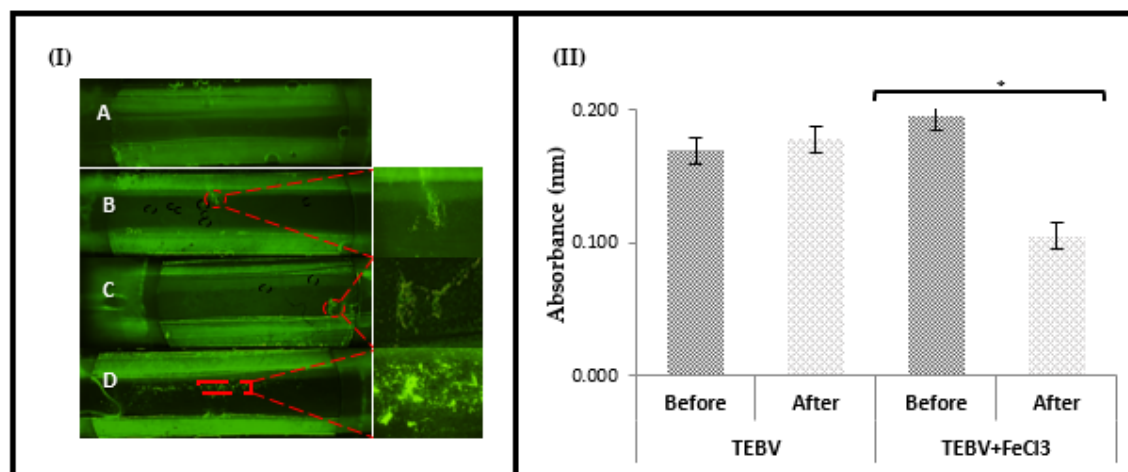 (I)
A
B
C
D
(II)
*
Absorbance (nm)
0.200
0.100
0.000
Before After Before After
TEBV TEBV+FeCl3